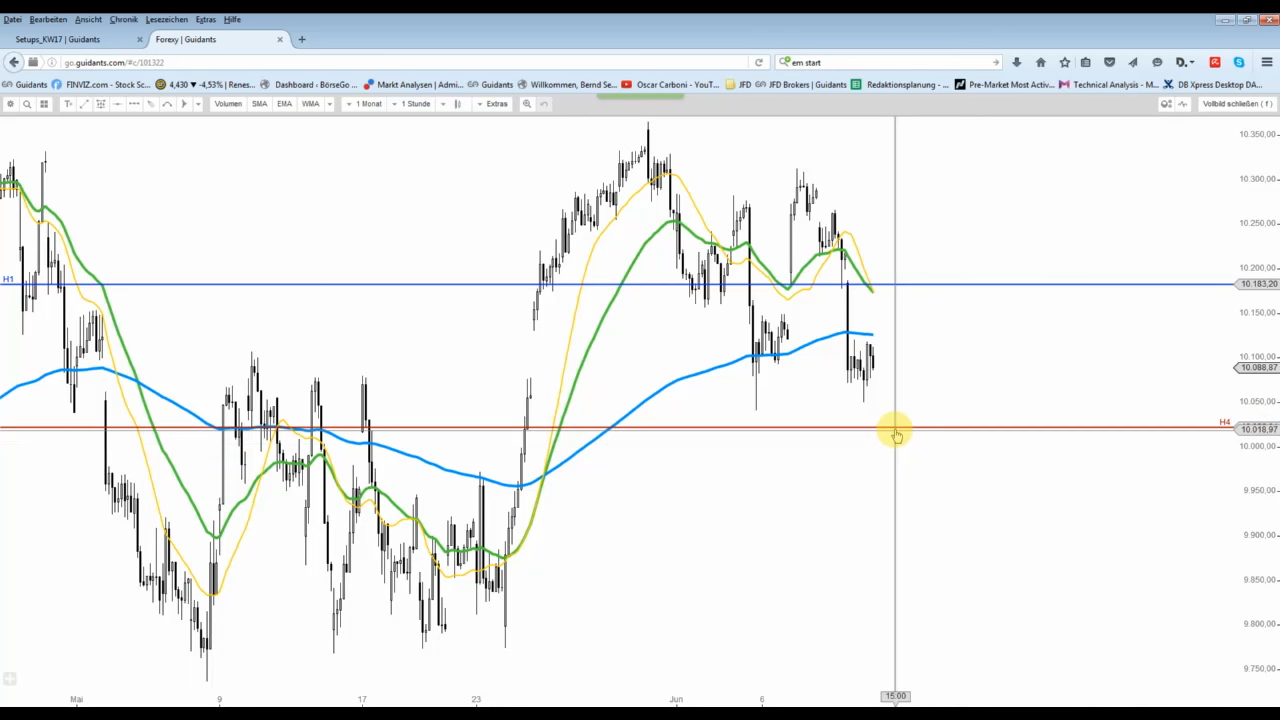 Datei Bearbeiten Ansicht Chronik Lesezeichen Extras Hilfe
Setups_KW17 | Guidants × Forexy | Guidants × +
go.guidants.com/#c/101322 em start D.
Guidants FINVIZ.com - Stock Sc... 4,430 ▼ -4,53% | Renes... Dashboard ‹ BörseGo... Markt Analysen | Admi... Guidants Willkommen, Bernd Se... Oscar Carboni - YouT... JFD JFD Brokers | Guidants Redaktionsplanung - ... Pre-Market Most Activ... Technical Analysis - M... DB Xpress Desktop DA...
Volumen SMA EMA WMA 1 Monat 1 Stunde Extras Vollbild schließen ( f )
10.350,00
10.300,00
10.250,00
10.200,00
H1 10.183,20
10.150,00
10.100,00
10.088,87
10.050,00
H4
10.018,97
10.000,00
9.950,00
9.900,00
9.850,00
9.800,00
9.750,00
Mai 9 17 23 Jun 6 15:00